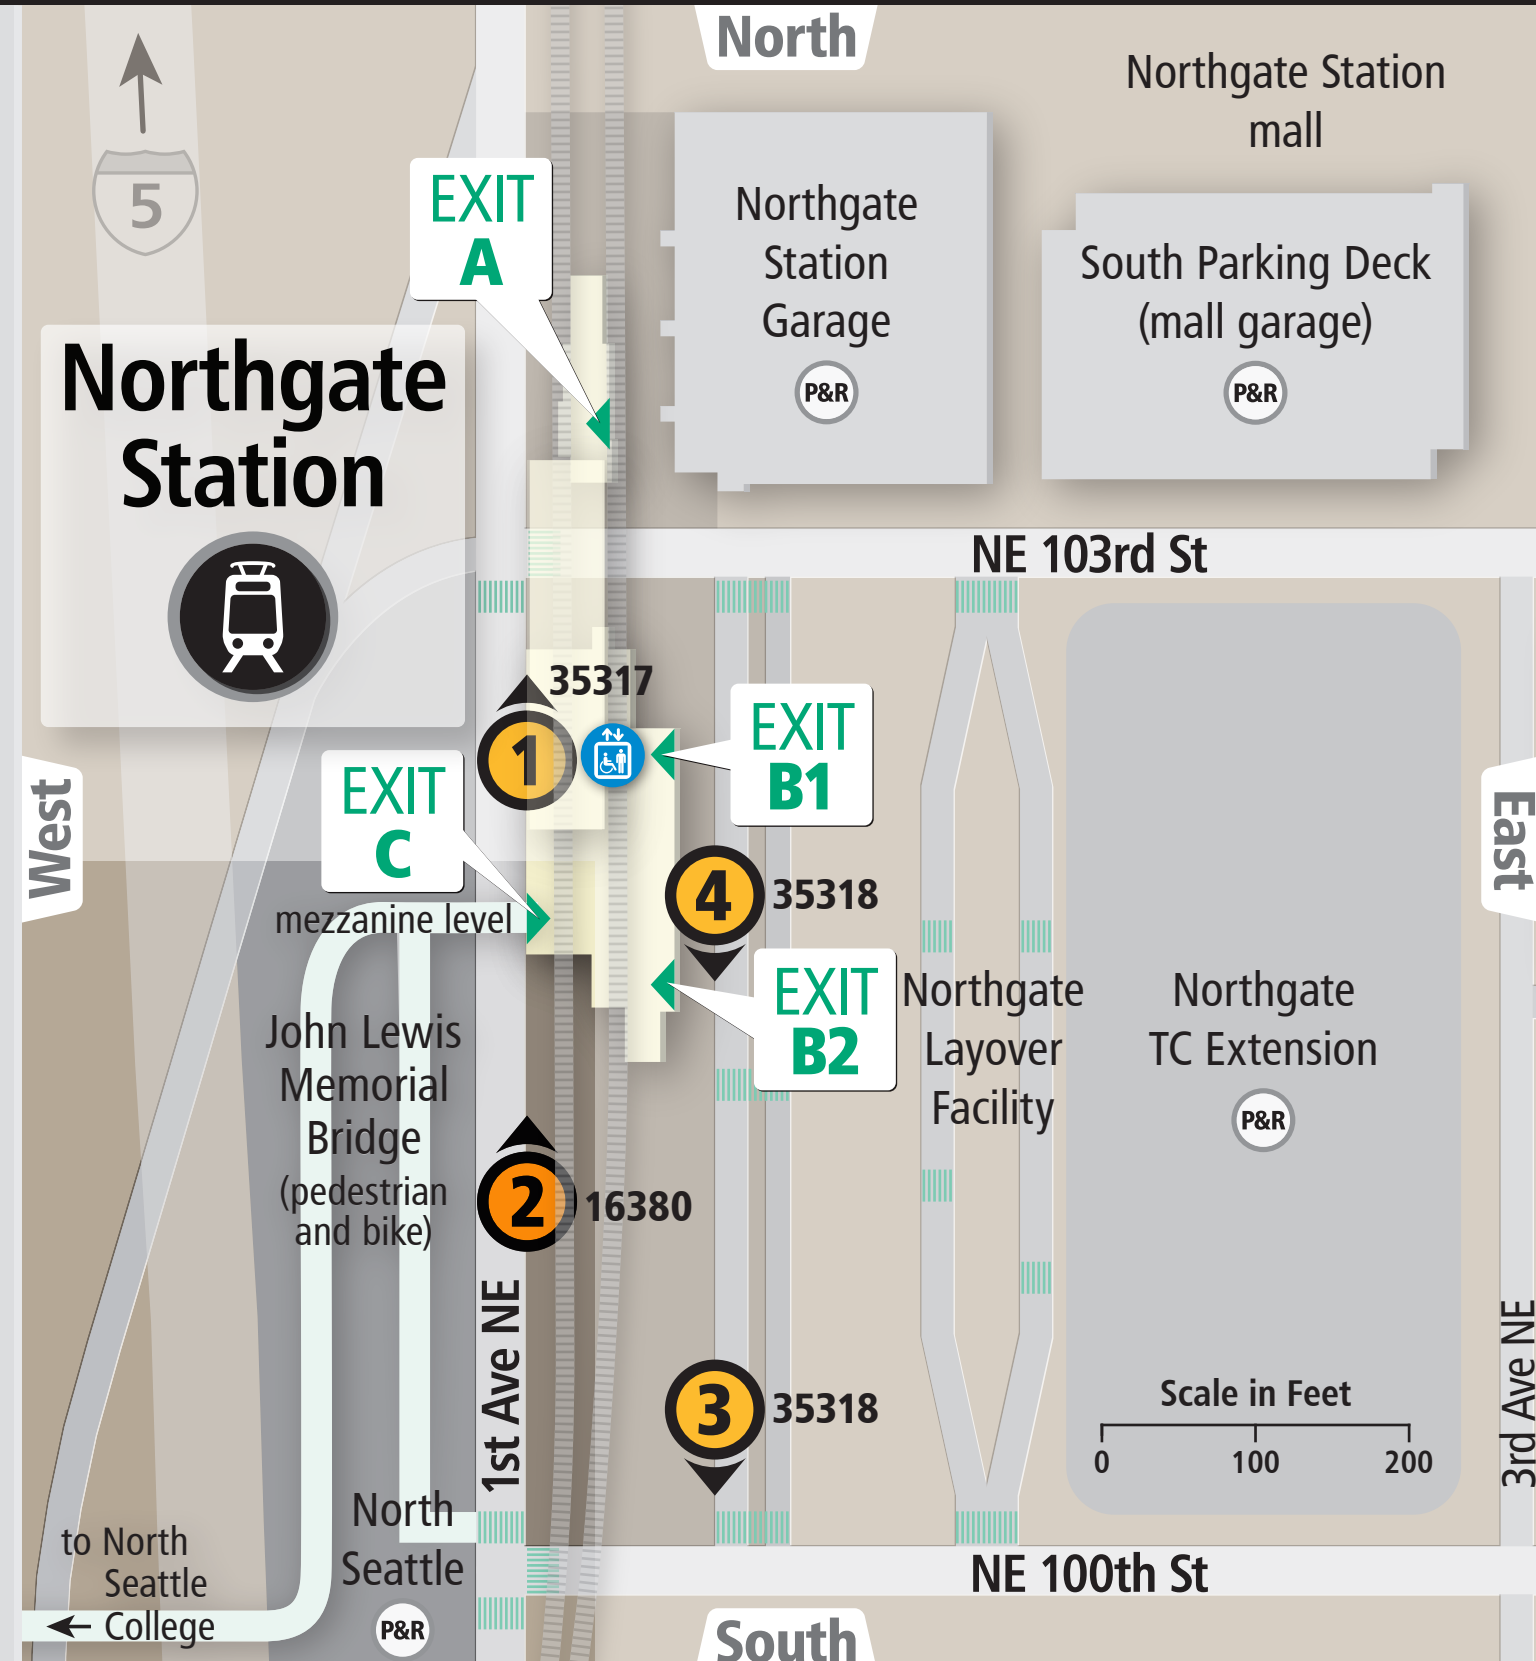 North
Northgate Station
mall
5
EXIT
A
Northgate
Station
Garage
P&R
South Parking Deck
(mall garage)
P&R
Northgate
Station
NE 103rd St
35317
1
EXIT
B1
EXIT
C
West
East
mezzanine level
4
35318
EXIT
B2
Northgate
Layover
Facility
Northgate
TC Extension
P&R
John Lewis
Memorial
Bridge
(pedestrian
and bike)
2
16380
1st Ave NE
3
35318
Scale in Feet
0 100 200
3rd Ave NE
North
Seattle
P&R
to North
Seattle
College
NE 100th St
South